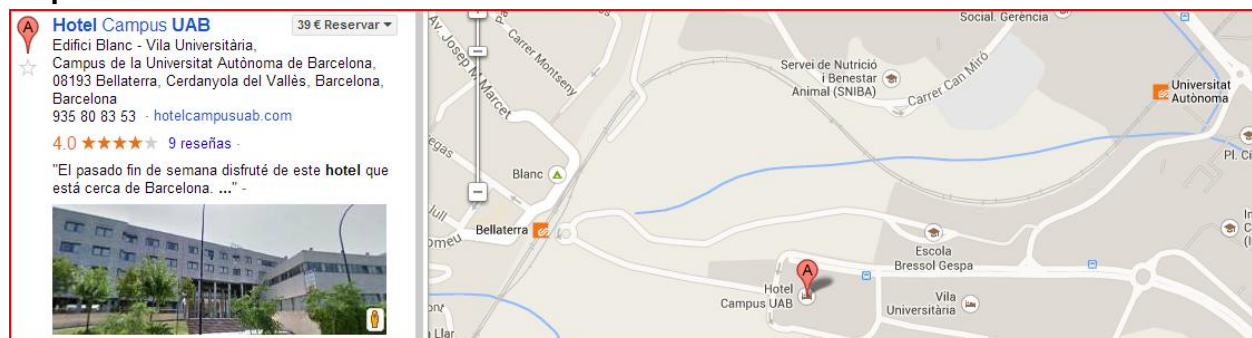 A
Hotel Campus UAB
39 € Reservar
Edifici Blanc - Vila Universitària,
Campus de la Universitat Autònoma de Barcelona,
08193 Bellaterra, Cerdanyola del Vallès, Barcelona,
Barcelona
935 80 83 53 · hotelcampusuab.com
4.0 ★★★★★ 9 reseñas ·
"El pasado fin de semana disfruté de este hotel que
está cerca de Barcelona. ..." -
Av. Josep M. Marcet
Carrer Montseny
Social. Gerència
Servei de Nutrició
i Benestar
Animal (SNIBA)
Carrer Can Miró
Universitat
Autònoma
Blanc
Bellaterra
Escola
Bressol Gespa
A
Hotel
Campus UAB
Vila
Universitària